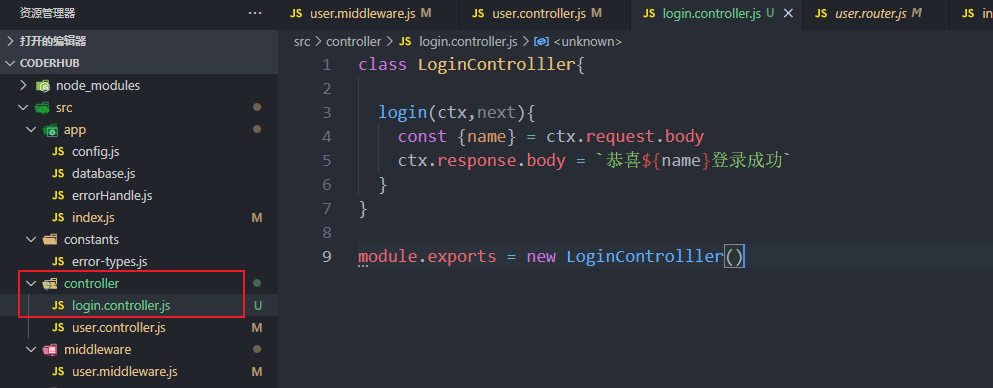 资源管理器 ···
打开的编辑器
CODERHUB
node_modules
src
app
JS config.js
JS database.js
JS errorHandle.js
JS index.js M
constants
JS error-types.js
controller
JS login.controller.js U
JS user.controller.js M
middleware
JS user.middleware.js M
JS user.middleware.js M JS user.controller.js M JS login.controller.js U JS user.router.js M JS in
src > controller > JS login.controller.js > <unknown>
1 class LoginControlller{
2
3 login(ctx,next){
4 const {name} = ctx.request.body
5 ctx.response.body = `恭喜${name}登录成功`
6 }
7 }
8
9 module.exports = new LoginControlller()